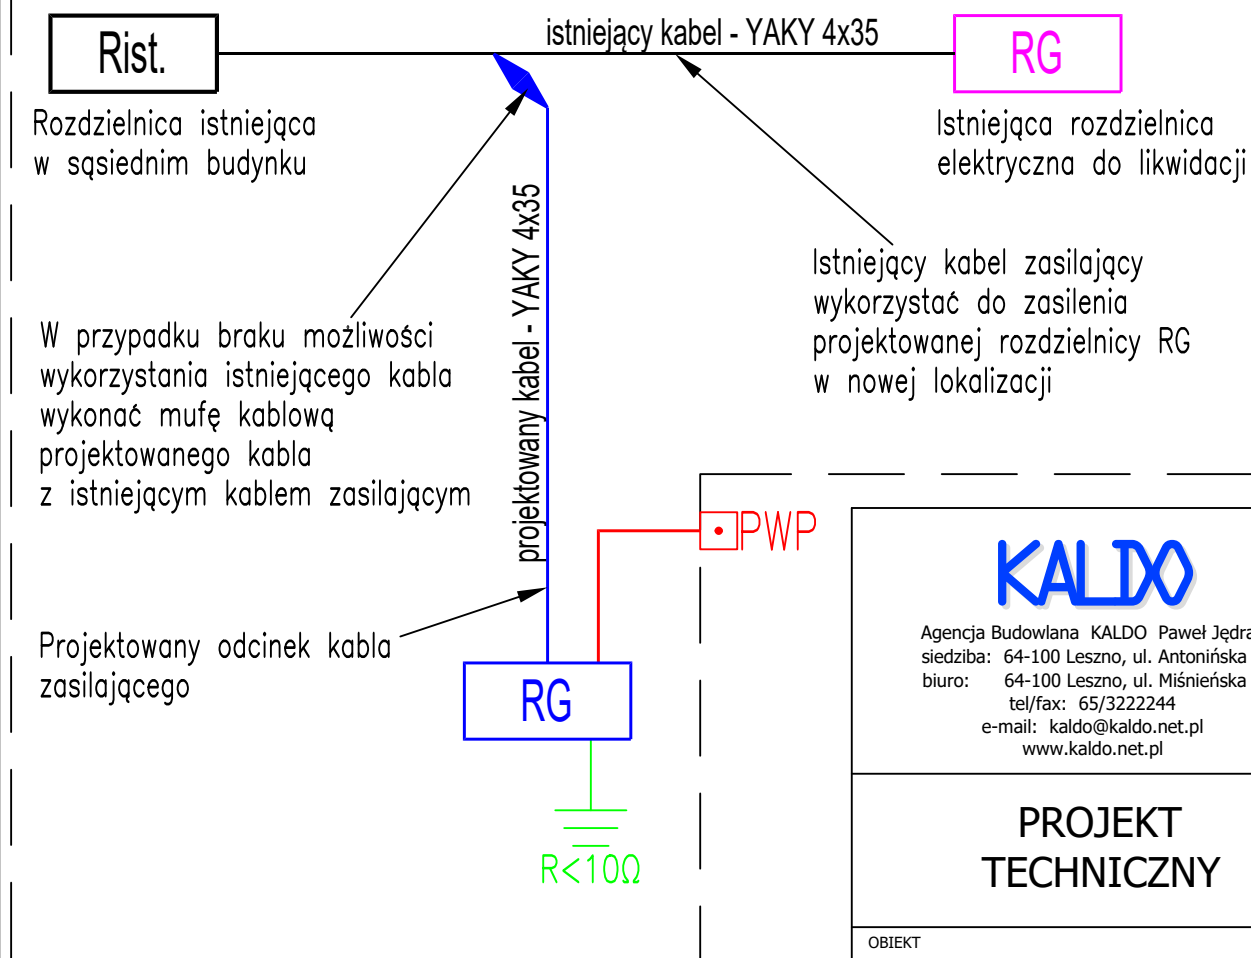 Rist.
istniejący kabel - YAKY 4x35
RG
Rozdzielnica istniejąca
w sąsiednim budynku
Istniejąca rozdzielnica
elektryczna do likwidacji
projektowany kabel - YAKY 4x35
Istniejący kabel zasilający
wykorzystać do zasilenia
projektowanej rozdzielnicy RG
w nowej lokalizacji
W przypadku braku możliwości
wykorzystania istniejącego kabla
wykonać mufę kablową
projektowanego kabla
z istniejącym kablem zasilającym
PWP
Projektowany odcinek kabla
zasilającego
RG
R<10Ω
KALDO
Agencja Budowlana KALDO Paweł
siedziba: 64-100 Leszno, ul. Antonińska
biuro: 64-100 Leszno, ul. Miśnieńska
tel/fax: 65/3222244
e-mail: kaldo@kaldo.net.pl
www.kaldo.net.pl
PROJEKT
TECHNICZNY
OBIEKT